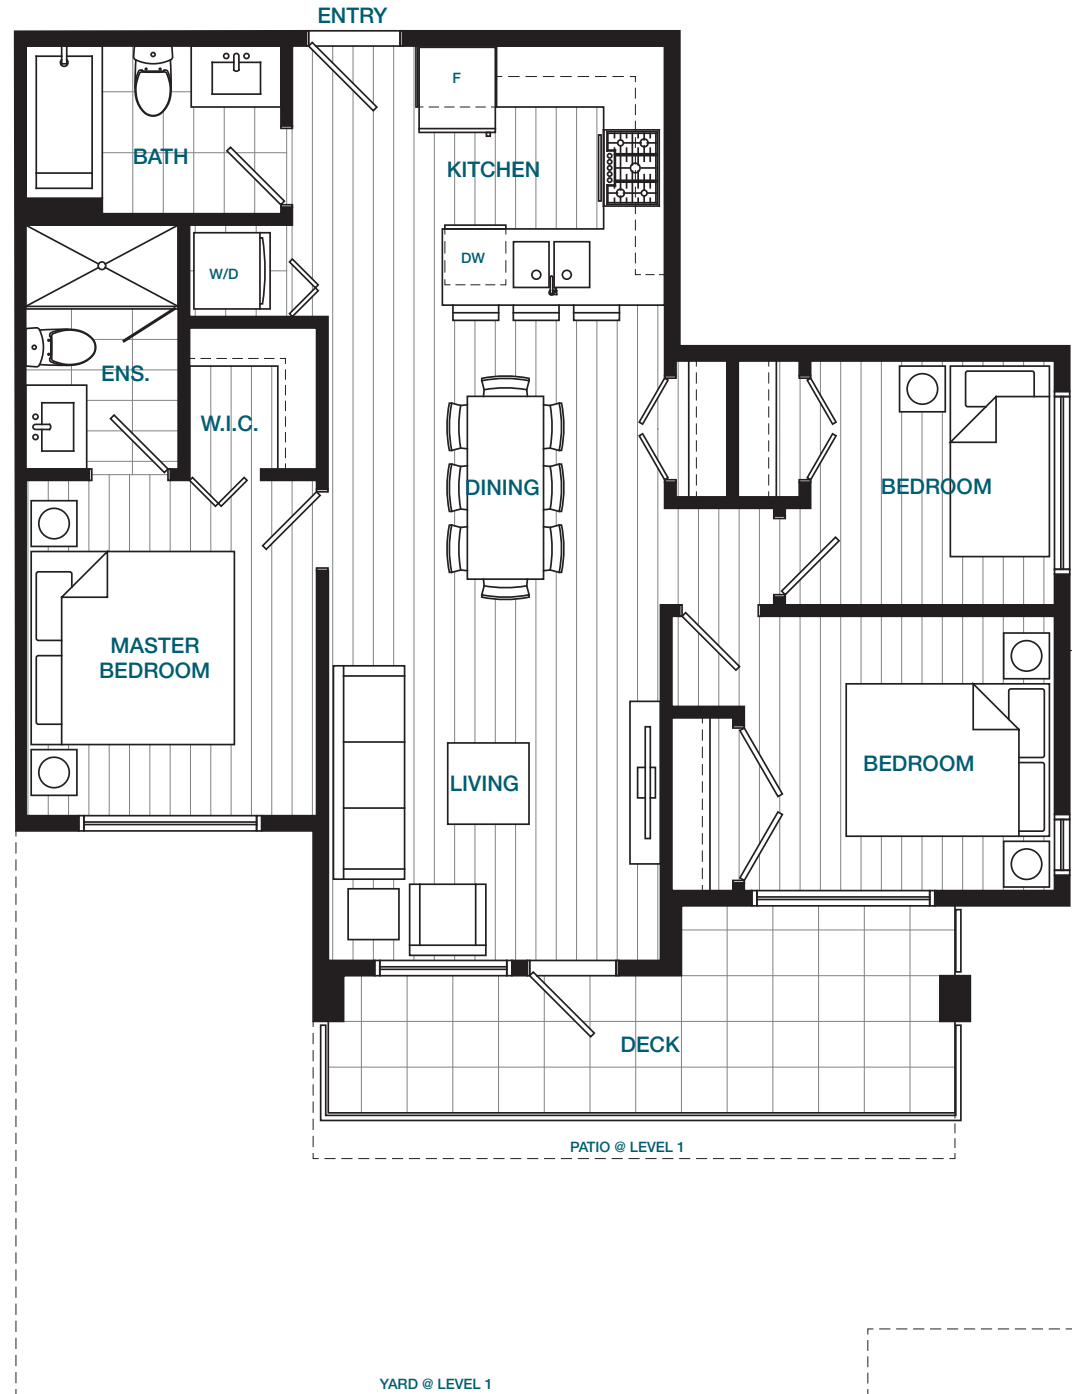 ENTRY
F
BATH
KITCHEN
DW
W/D
ENS.
W.I.C.
DINING
BEDROOM
MASTER
BEDROOM
LIVING
BEDROOM
DECK
PATIO @ LEVEL 1
YARD @ LEVEL 1